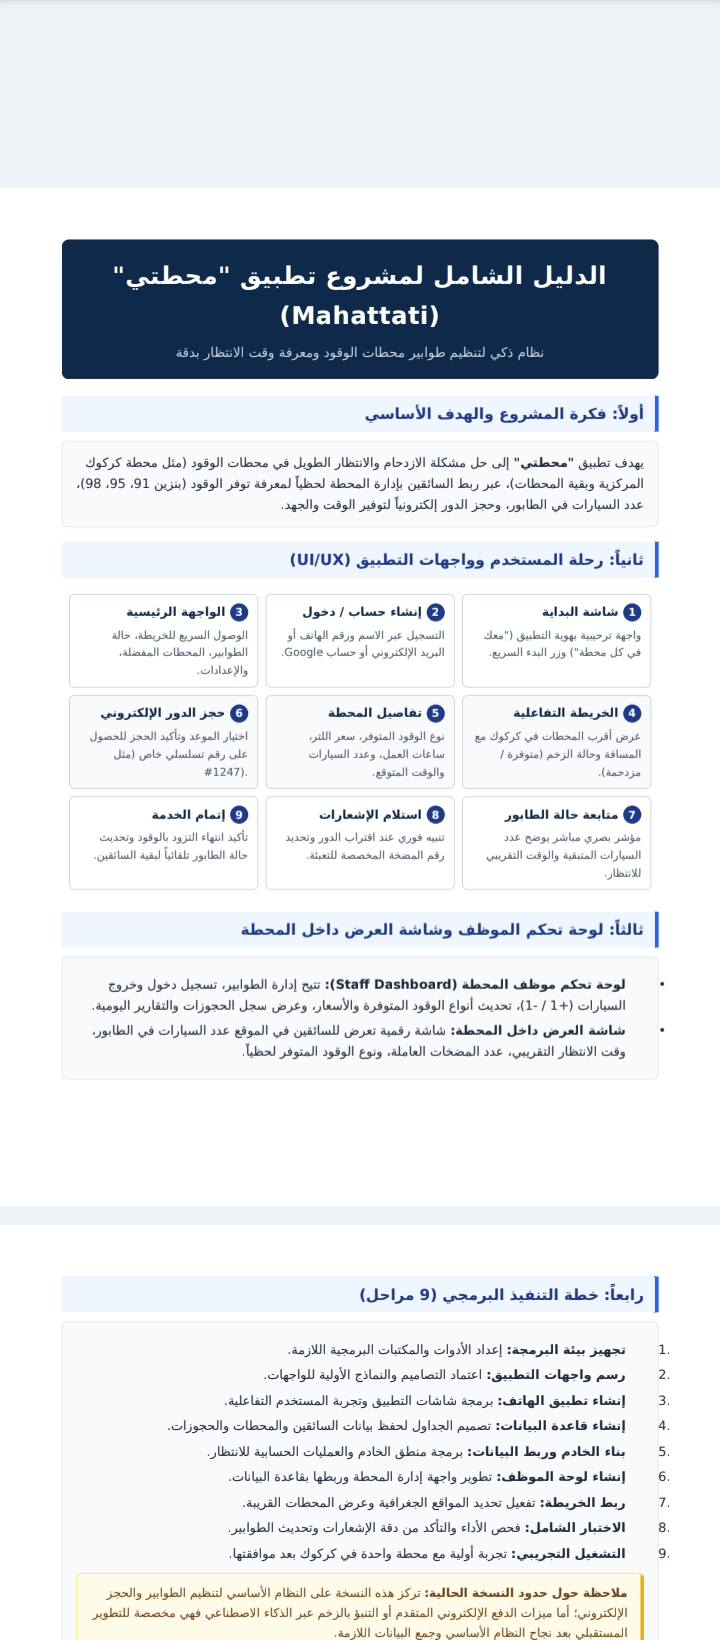 الدليل الشامل لمشروع تطبيق "محطتي"
(Mahattati)
نظام ذكي لتنظيم طوابير محطات الوقود ومعرفة وقت الانتظار بدقة
أولاً: فكرة المشروع والهدف الأساسي
يهدف تطبيق "محطتي" إلى حل مشكلة الازدحام والانتظار الطويل في محطات الوقود (مثل محطة كركوك
المركزية وبقية المحطات)، عبر ربط السائقين بإدارة المحطة لحظياً لمعرفة توفر الوقود (بنزين 91، 95، 98)،
عدد السيارات في الطابور، وحجز الدور إلكترونياً لتوفير الوقت والجهد.
ثانياً: رحلة المستخدم وواجهات التطبيق (UI/UX)
1 شاشة البداية
واجهة ترحيبية بهوية التطبيق ("معك
في كل محطة") وزر البدء السريع.
2 إنشاء حساب / دخول
التسجيل عبر الاسم ورقم الهاتف أو
البريد الإلكتروني أو حساب Google.
3 الواجهة الرئيسية
الوصول السريع للخريطة، حالة
الطوابير، المحطات المفضلة،
والإعدادات.
4 الخريطة التفاعلية
عرض أقرب المحطات في كركوك مع
المسافة وحالة الزخم (متوفرة /
مزدحمة).
5 تفاصيل المحطة
نوع الوقود المتوفر، سعر اللتر،
ساعات العمل، وعدد السيارات
والوقت المتوقع.
6 حجز الدور الإلكتروني
اختيار الموعد وتأكيد الحجز للحصول
على رقم تسلسلي خاص (مثل
#1247).
7 متابعة حالة الطابور
مؤشر بصري مباشر يوضح عدد
السيارات المتبقية والوقت التقريبي
للانتظار.
8 استلام الإشعارات
تنبيه فوري عند اقتراب الدور وتحديد
رقم المضخة المخصصة للتعبئة.
9 إتمام الخدمة
تأكيد انتهاء التزود بالوقود وتحديث
حالة الطابور تلقائياً لبقية السائقين.
ثالثاً: لوحة تحكم الموظف وشاشة العرض داخل المحطة
• لوحة تحكم موظف المحطة (Staff Dashboard): تتيح إدارة الطوابير، تسجيل دخول وخروج
السيارات (+1 / -1)، تحديث أنواع الوقود المتوفرة والأسعار، وعرض سجل الحجوزات والتقارير اليومية.
• شاشة العرض داخل المحطة: شاشة رقمية تعرض للسائقين في الموقع عدد السيارات في الطابور،
وقت الانتظار التقريبي، عدد المضخات العاملة، ونوع الوقود المتوفر لحظياً.
رابعاً: خطة التنفيذ البرمجي (9 مراحل)
1. تجهيز بيئة البرمجة: إعداد الأدوات والمكتبات البرمجية اللازمة.
2. رسم واجهات التطبيق: اعتماد التصاميم والنماذج الأولية للواجهات.
3. إنشاء تطبيق الهاتف: برمجة شاشات التطبيق وتجربة المستخدم التفاعلية.
4. إنشاء قاعدة البيانات: تصميم الجداول لحفظ بيانات السائقين والمحطات والحجوزات.
5. بناء الخادم وربط البيانات: برمجة منطق الخادم والعمليات الحسابية للانتظار.
6. إنشاء لوحة الموظف: تطوير واجهة إدارة المحطة وربطها بقاعدة البيانات.
7. ربط الخريطة: تفعيل تحديد المواقع الجغرافية وعرض المحطات القريبة.
8. الاختبار الشامل: فحص الأداء والتأكد من دقة الإشعارات وتحديث الطوابير.
9. التشغيل التجريبي: تجربة أولية مع محطة واحدة في كركوك بعد موافقتها.
ملاحظة حول حدود النسخة الحالية: تركز هذه النسخة على النظام الأساسي لتنظيم الطوابير والحجز
الإلكتروني؛ أما ميزات الدفع الإلكتروني المتقدم أو التنبؤ بالزخم عبر الذكاء الاصطناعي فهي مخصصة للتطوير
المستقبلي بعد نجاح النظام الأساسي وجمع البيانات اللازمة.